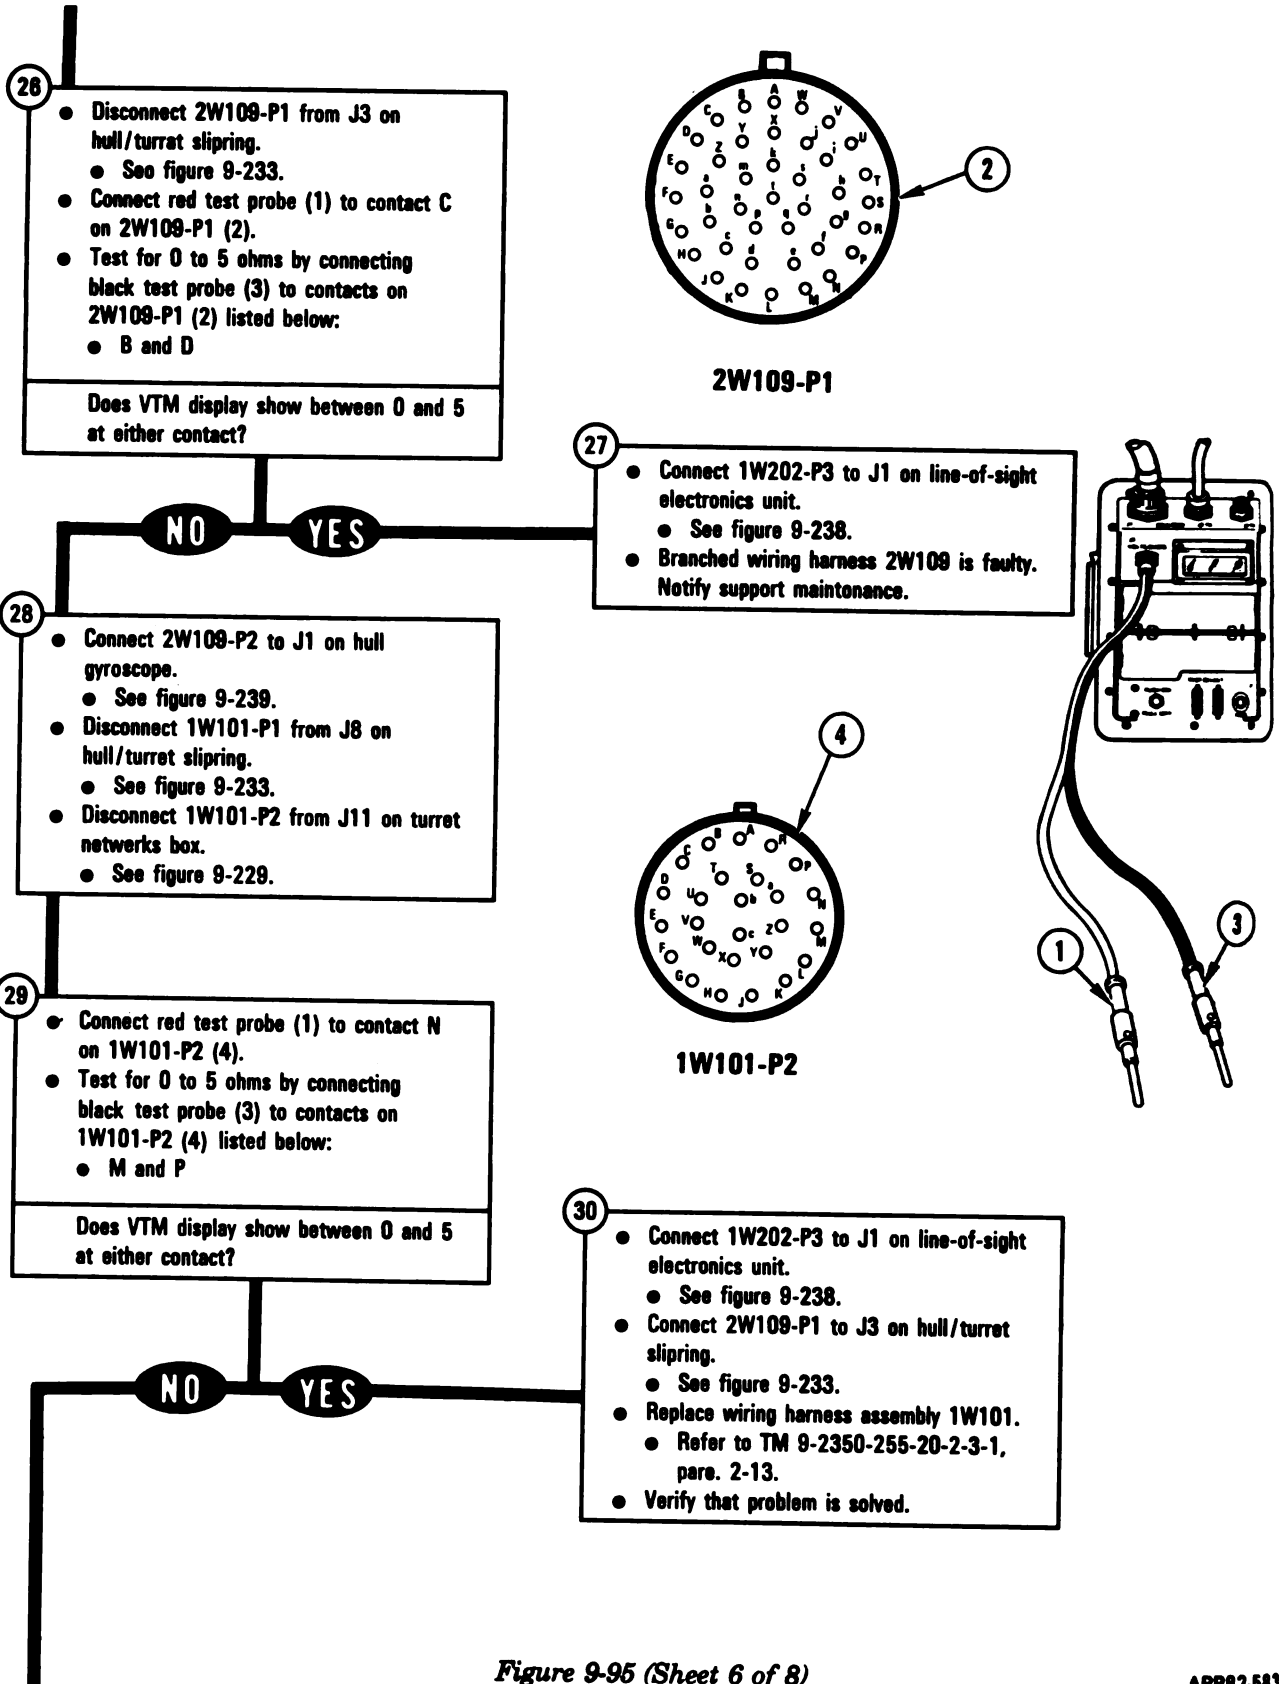 26
● Disconnect 2W109-P1 from J3 on
hull/turrat slipring.
● Seo figure 9-233.
● Connect red test probe (1) to contact C
on 2W109-P1 (2).
● Test for 0 to 5 ohms by connecting
black test probe (3) to contacts on
2W109-P1 (2) listed below:
● B and D
Does VTM display show between 0 and 5
at either contact?
NO
YES
2
2W109-P1
27
● Connect 1W202-P3 to J1 on line-of-sight
electronics unit.
● See figure 9-238.
● Branched wiring harness 2W109 is faulty.
Notify support maintonance.
28
● Connect 2W109-P2 to J1 on hull
gyroscope.
● See figure 9-239.
● Disconnect 1W101-P1 from J8 on
hull/turret slipring.
● See figure 9-233.
● Disconnect 1W101-P2 from J11 on turret
netwerks box.
● See figure 9-229.
4
1W101-P2
1
3
29
● Connect red test probe (1) to contact N
on 1W101-P2 (4).
● Test for 0 to 5 ohms by connecting
black test probe (3) to contacts on
1W101-P2 (4) listed below:
● M and P
Does VTM display show between 0 and 5
at either contact?
NO
YES
30
● Connect 1W202-P3 to J1 on line-of-sight
electronics unit.
● See figure 9-238.
● Connect 2W109-P1 to J3 on hull/turret
slipring.
● See figure 9-233.
● Replace wiring harness assembly 1W101.
● Refer to TM 9-2350-255-20-2-3-1,
pare. 2-13.
● Verify that problem is solved.
Figure 9-95 (Sheet 6 of 8)